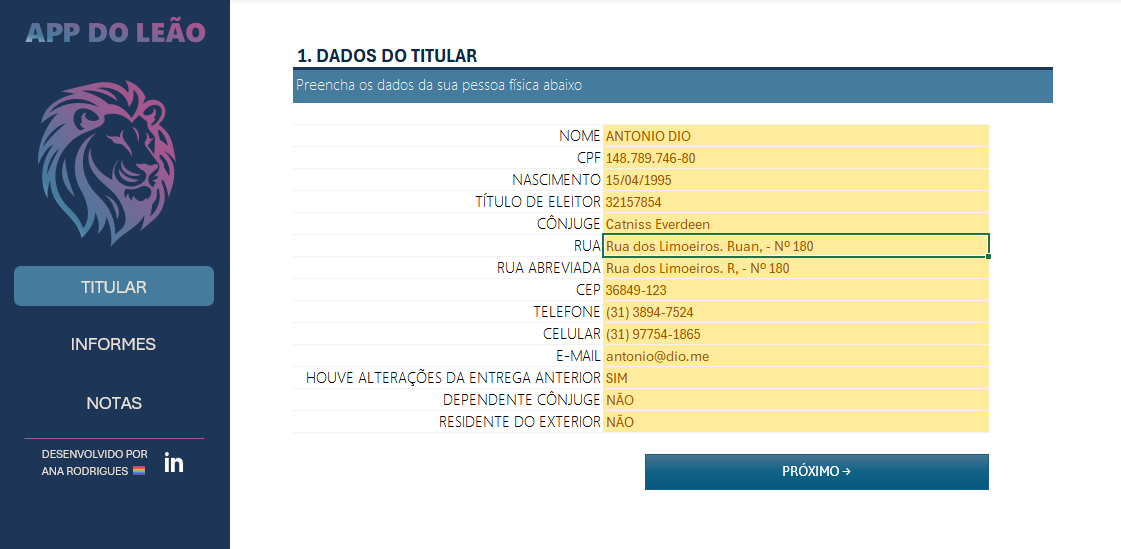 APP DO LEÃO
TITULAR
INFORMES
NOTAS
DESENVOLVIDO POR
ANA RODRIGUES
in
1. DADOS DO TITULAR
Preencha os dados da sua pessoa física abaixo
NOME ANTONIO DIO
CPF 148.789.746-80
NASCIMENTO 15/04/1995
TÍTULO DE ELEITOR 32157854
CÔNJUGE Catniss Everdeen
RUA Rua dos Limoeiros. Ruan, - Nº 180
RUA ABREVIADA Rua dos Limoeiros. R, - Nº 180
CEP 36849-123
TELEFONE (31) 3894-7524
CELULAR (31) 97754-1865
E-MAIL antonio@dio.me
HOUVE ALTERAÇÕES DA ENTREGA ANTERIOR SIM
DEPENDENTE CÔNJUGE NÃO
RESIDENTE DO EXTERIOR NÃO
PRÓXIMO →